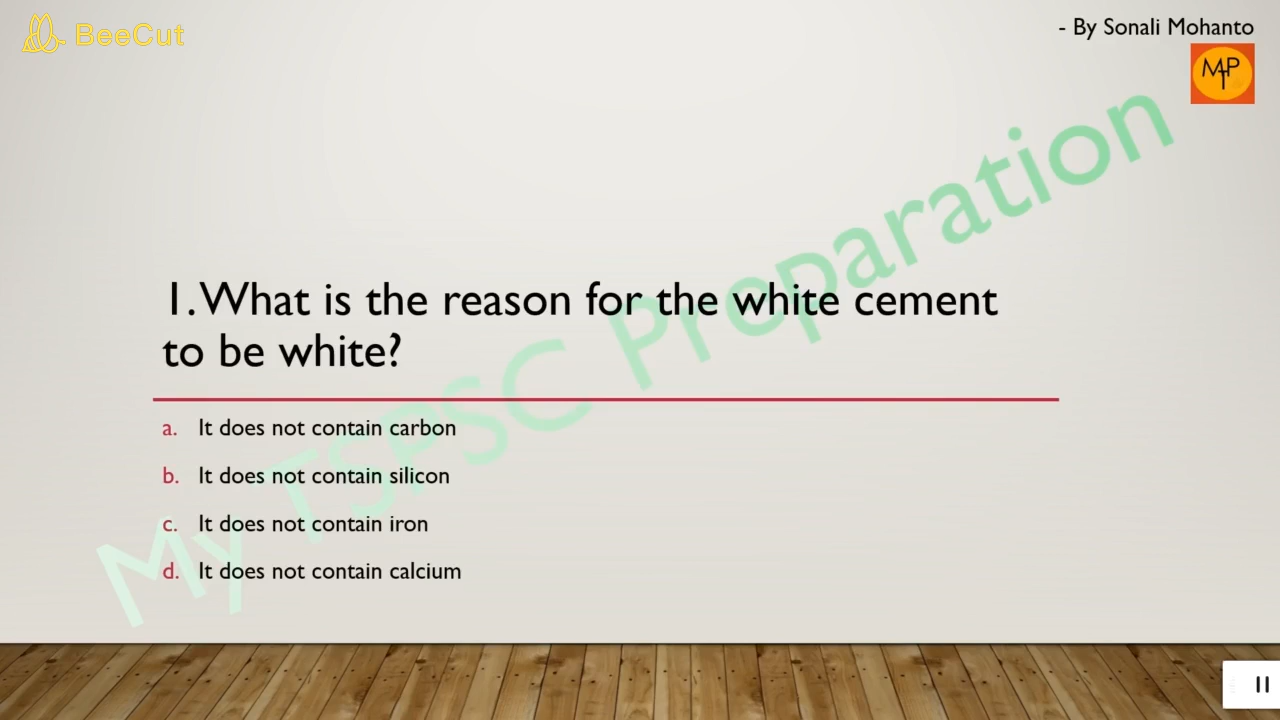 BeeCut
- By Sonali Mohanto
MTP
1. What is the reason for the white cement
to be white?
a. It does not contain carbon
b. It does not contain silicon
c. It does not contain iron
d. It does not contain calcium
My TSPSC Preparation